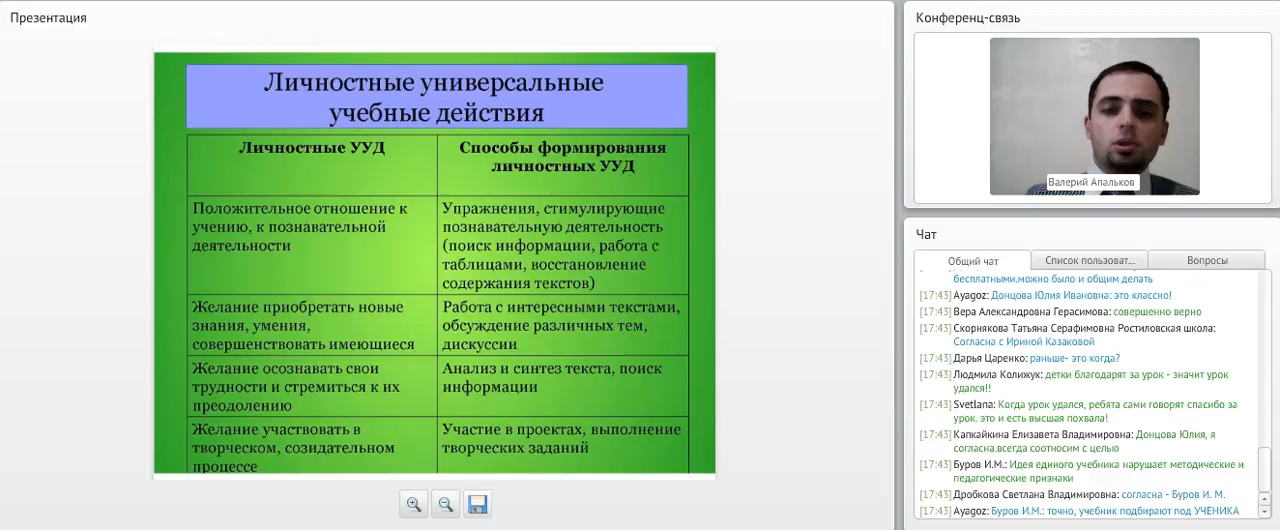 Презентация
Личностные универсальные
учебные действия
Личностные УУД
Способы формирования
личностных УУД
Положительное отношение к
учению, к познавательной
деятельности
Упражнения, стимулирующие
познавательную деятельность
(поиск информации, работа с
таблицами, восстановление
содержания текстов)
Желание приобретать новые
знания, умения,
совершенствовать имеющиеся
Работа с интересными текстами,
обсуждение различных тем,
дискуссии
Желание осознавать свои
трудности и стремиться к их
преодолению
Анализ и синтез текста, поиск
информации
Желание участвовать в
творческом, созидательном
процессе
Участие в проектах, выполнение
творческих заданий
Конференц-связь
Валерий Апальков
Чат
Общий чат
Список пользоват...
Вопросы
бесплатными.можно было и общим делать
[17:43] Ayagoz: Донцова Юлия Ивановна: это классно!
[17:43] Вера Александровна Герасимова: совершенно верно
[17:43] Скорнякова Татьяна Серафимовна Ростиловская школа:
Согласна с Ириной Казаковой
[17:43] Дарья Царенко: раньше- это когда?
[17:43] Людмила Колижук: детки благодарят за урок - значит урок
удался!!
[17:43] Svetlana: Когда урок удался, ребята сами говорят спасибо за
урок. это и есть высшая похвала!
[17:43] Капкайкина Елизавета Владимировна: Донцова Юлия, я
согласна.всегда соотносим с целью
[17:43] Буров И.М.: Идея единого учебника нарушает методические и
педагогические признаки
[17:43] Дробкова Светлана Владимировна: согласна - Буров И. М.
[17:43] Ayagoz: Буров И.М.: точно, учебник подбирают под УЧЕНИКА